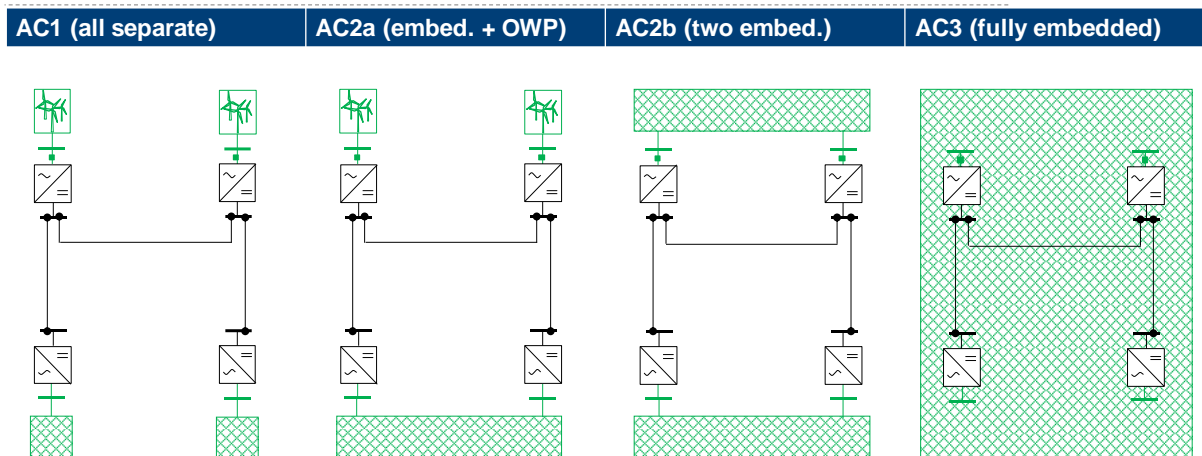 AC1 (all separate)
AC2a (embed. + OWP)
AC2b (two embed.)
AC3 (fully embedded)